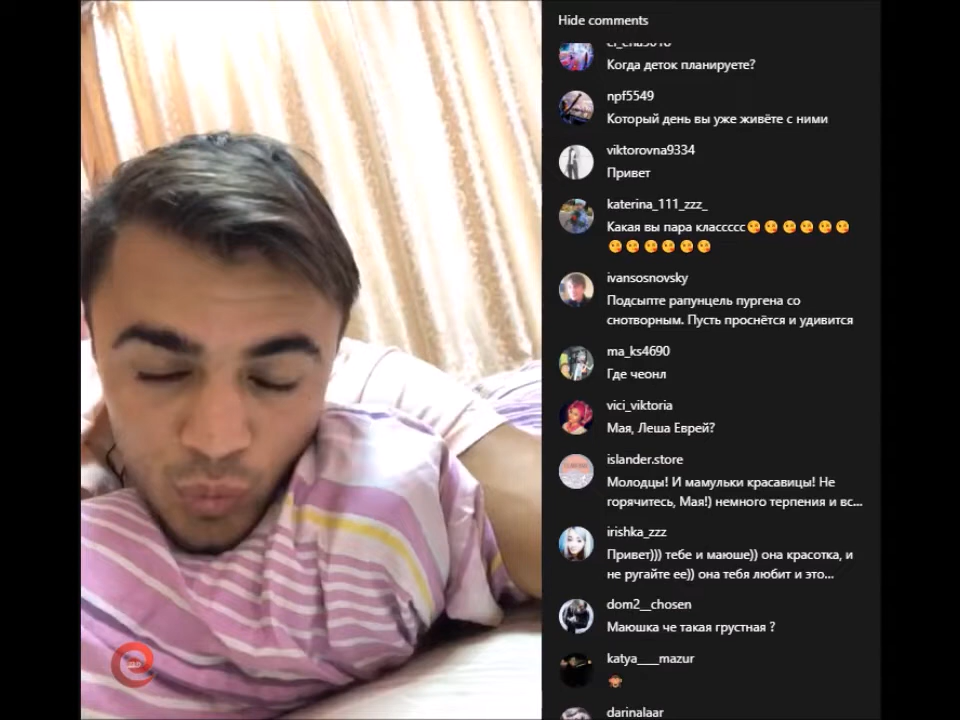 Hide comments
Когда деток планируете?
npf5549
Который день вы уже живёте с ними
viktorovna9334
Привет
katerina_111_zzz_
Какая вы пара классссс😋😋😋😋😋😋
😋😋😋😋😋😋
ivansosnovsky
Подсыпте рапунцель пургена со
снотворным. Пусть проснётся и удивится
ma_ks4690
Где чеонл
vici_viktoria
Мая, Леша Еврей?
islander.store
Молодцы! И мамульки красавицы! Не
горячитесь, Мая!) немного терпения и вс...
irishka_zzz
Привет))) тебе и маюше)) она красотка, и
не ругайте ее)) она тебя любит и это...
dom2__chosen
Маюшка че такая грустная ?
katya____mazur
🐵
darinalaar